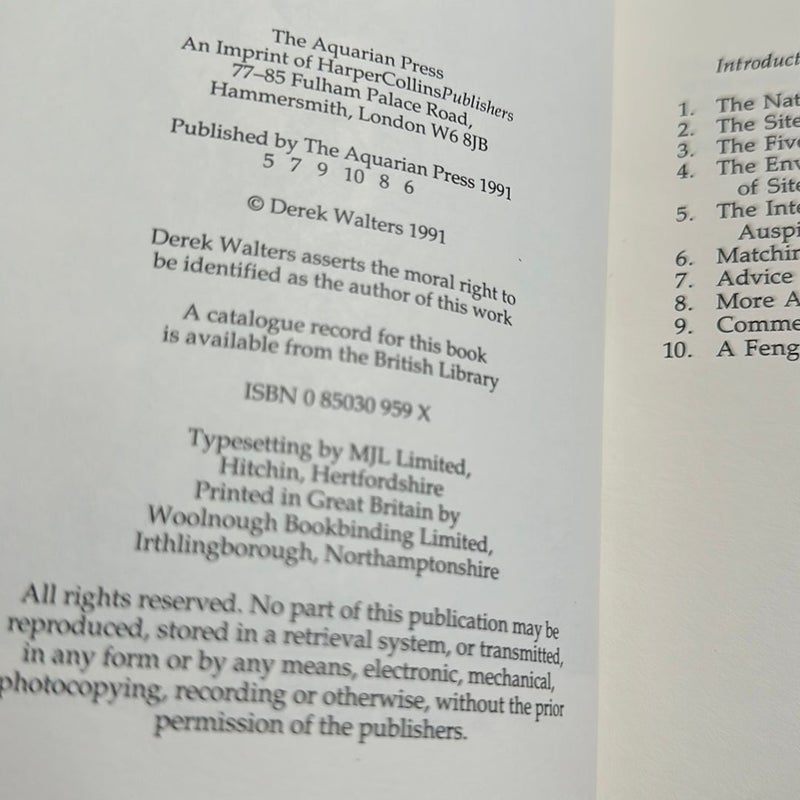 The Aquarian Press
An Imprint of HarperCollinsPublishers
77–85 Fulham Palace Road,
Hammersmith, London W6 8JB
Published by The Aquarian Press 1991
5 7 9 10 8 6
© Derek Walters 1991
Derek Walters asserts the moral right to
be identified as the author of this work
A catalogue record for this book
is available from the British Library
ISBN 0 85030 959 X
Typesetting by MJL Limited,
Hitchin, Hertfordshire
Printed in Great Britain by
Woolnough Bookbinding Limited,
Irthlingborough, Northamptonshire
All rights reserved. No part of this publication may be
reproduced, stored in a retrieval system, or transmitted,
in any form or by any means, electronic, mechanical,
photocopying, recording or otherwise, without the prior
permission of the publishers.
Introduct
1. The Nat
2. The Site
3. The Five
4. The Env
of Site
5. The Inte
Auspi
6. Matchin
7. Advice
8. More A
9. Comme
10. A Feng